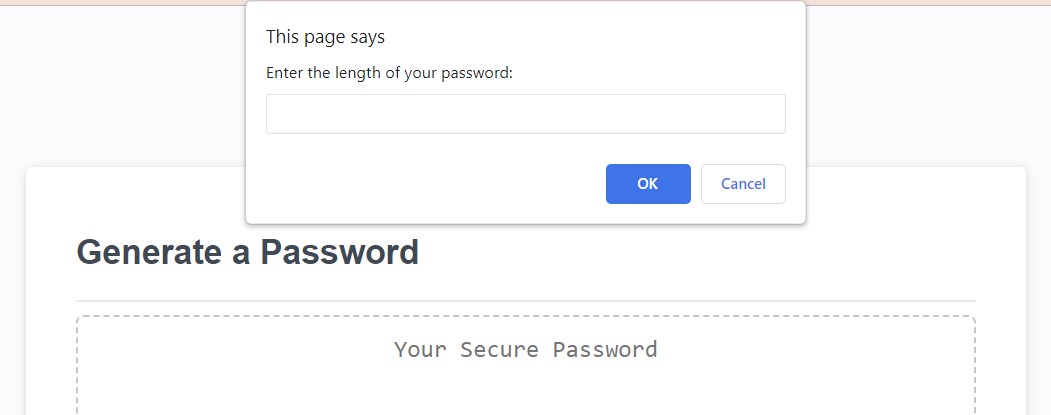 This page says
Enter the length of your password:
OK
Cancel
Generate a Password
Your Secure Password